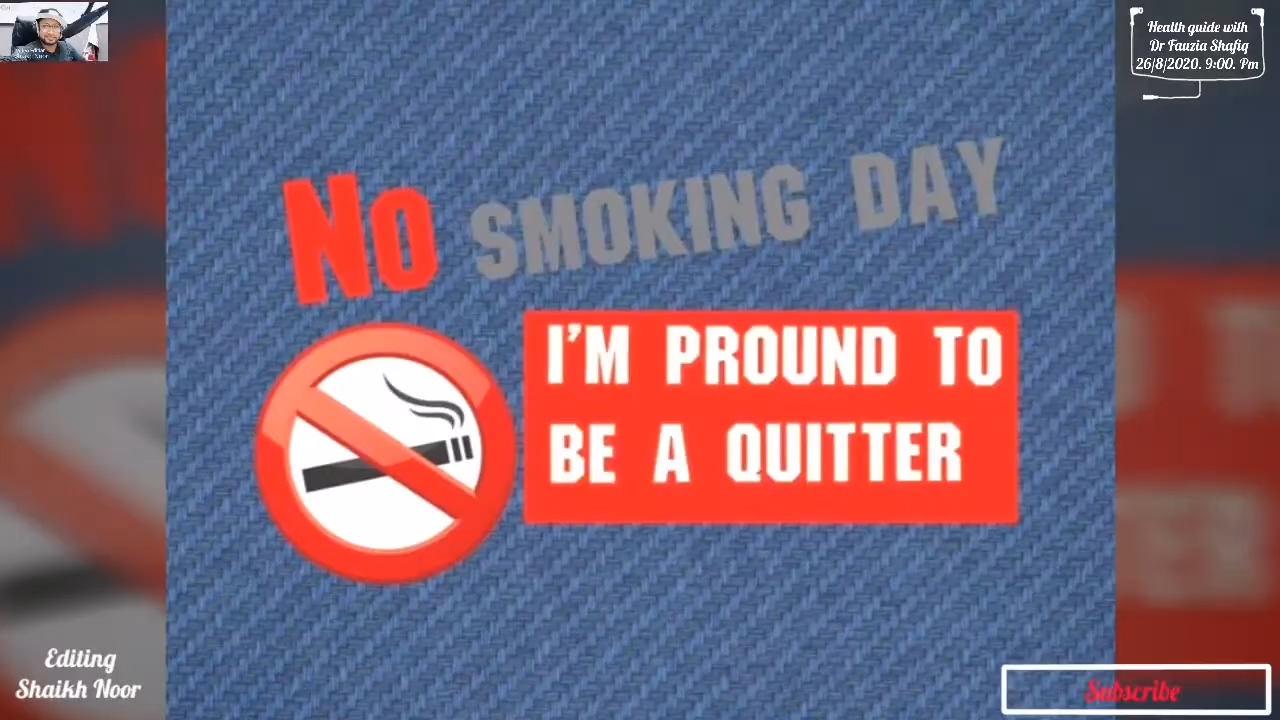 Health guide with
Dr Fauzia Shafiq
26/8/2020. 9:00. Pm
No SMOKING DAY
I'M PROUND TO
BE A QUITTER
Editing
Shaikh Noor
Subscribe